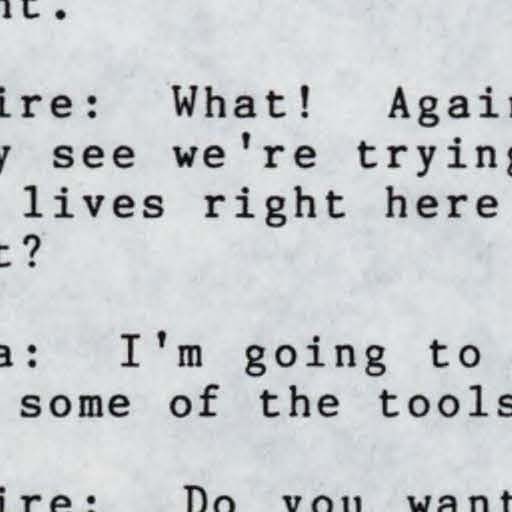 nt.
ire:  What!  Again
y see we're trying
lives right here
t?
a:  I'm going to
some of the tools
ire:  Do you want